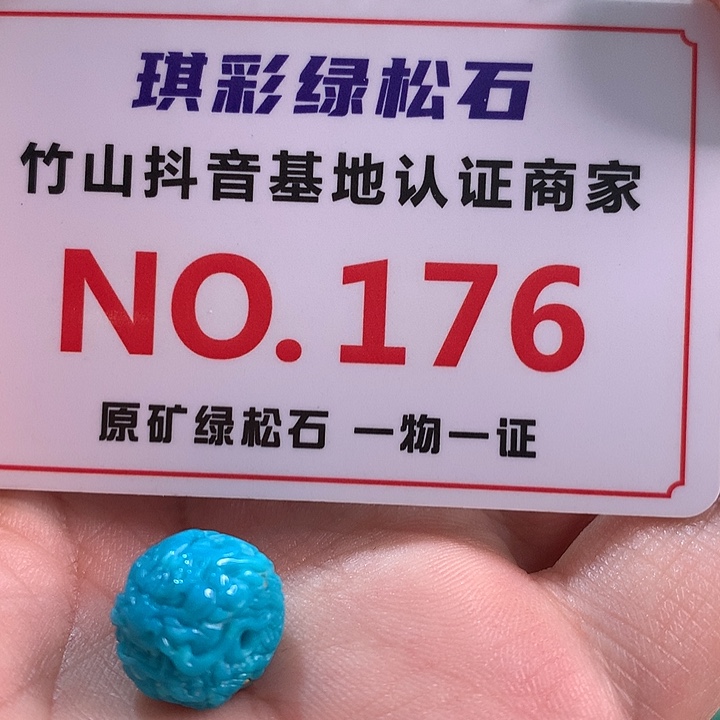 琪彩绿松石
竹山抖音基地认证商家
NO.176
原矿绿松石 一物一证